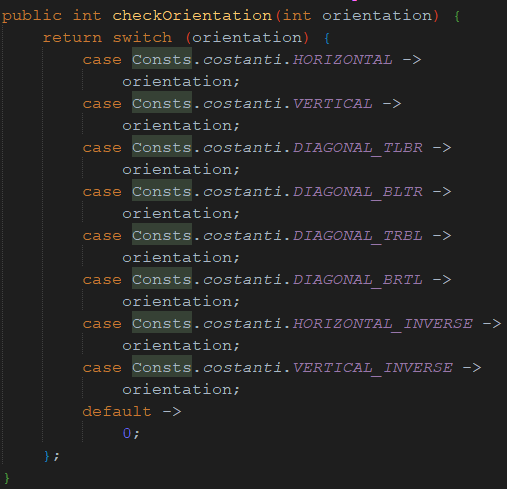 public int checkOrientation(int orientation) {
    return switch (orientation) {
        case Consts.costanti.HORIZONTAL ->
            orientation;
        case Consts.costanti.VERTICAL ->
            orientation;
        case Consts.costanti.DIAGONAL_TLBR ->
            orientation;
        case Consts.costanti.DIAGONAL_BLTR ->
            orientation;
        case Consts.costanti.DIAGONAL_TRBL ->
            orientation;
        case Consts.costanti.DIAGONAL_BRTL ->
            orientation;
        case Consts.costanti.HORIZONTAL_INVERSE ->
            orientation;
        case Consts.costanti.VERTICAL_INVERSE ->
            orientation;
        default ->
            0;
    };
}